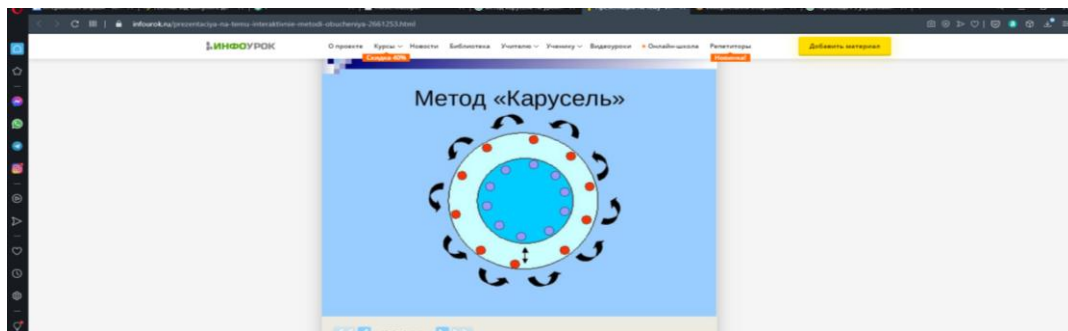 infourok.ru/prezentaciya-na-temu-interaktivnie-metodi-obucheniya-2661253.html
ИНФОУРОК
О проекте Курсы Новости Библиотека Учителю Ученику Видеоуроки Онлайн-школа Репетиторы
Добавить материал
Скидка 40%
Новинка!
Метод «Карусель»